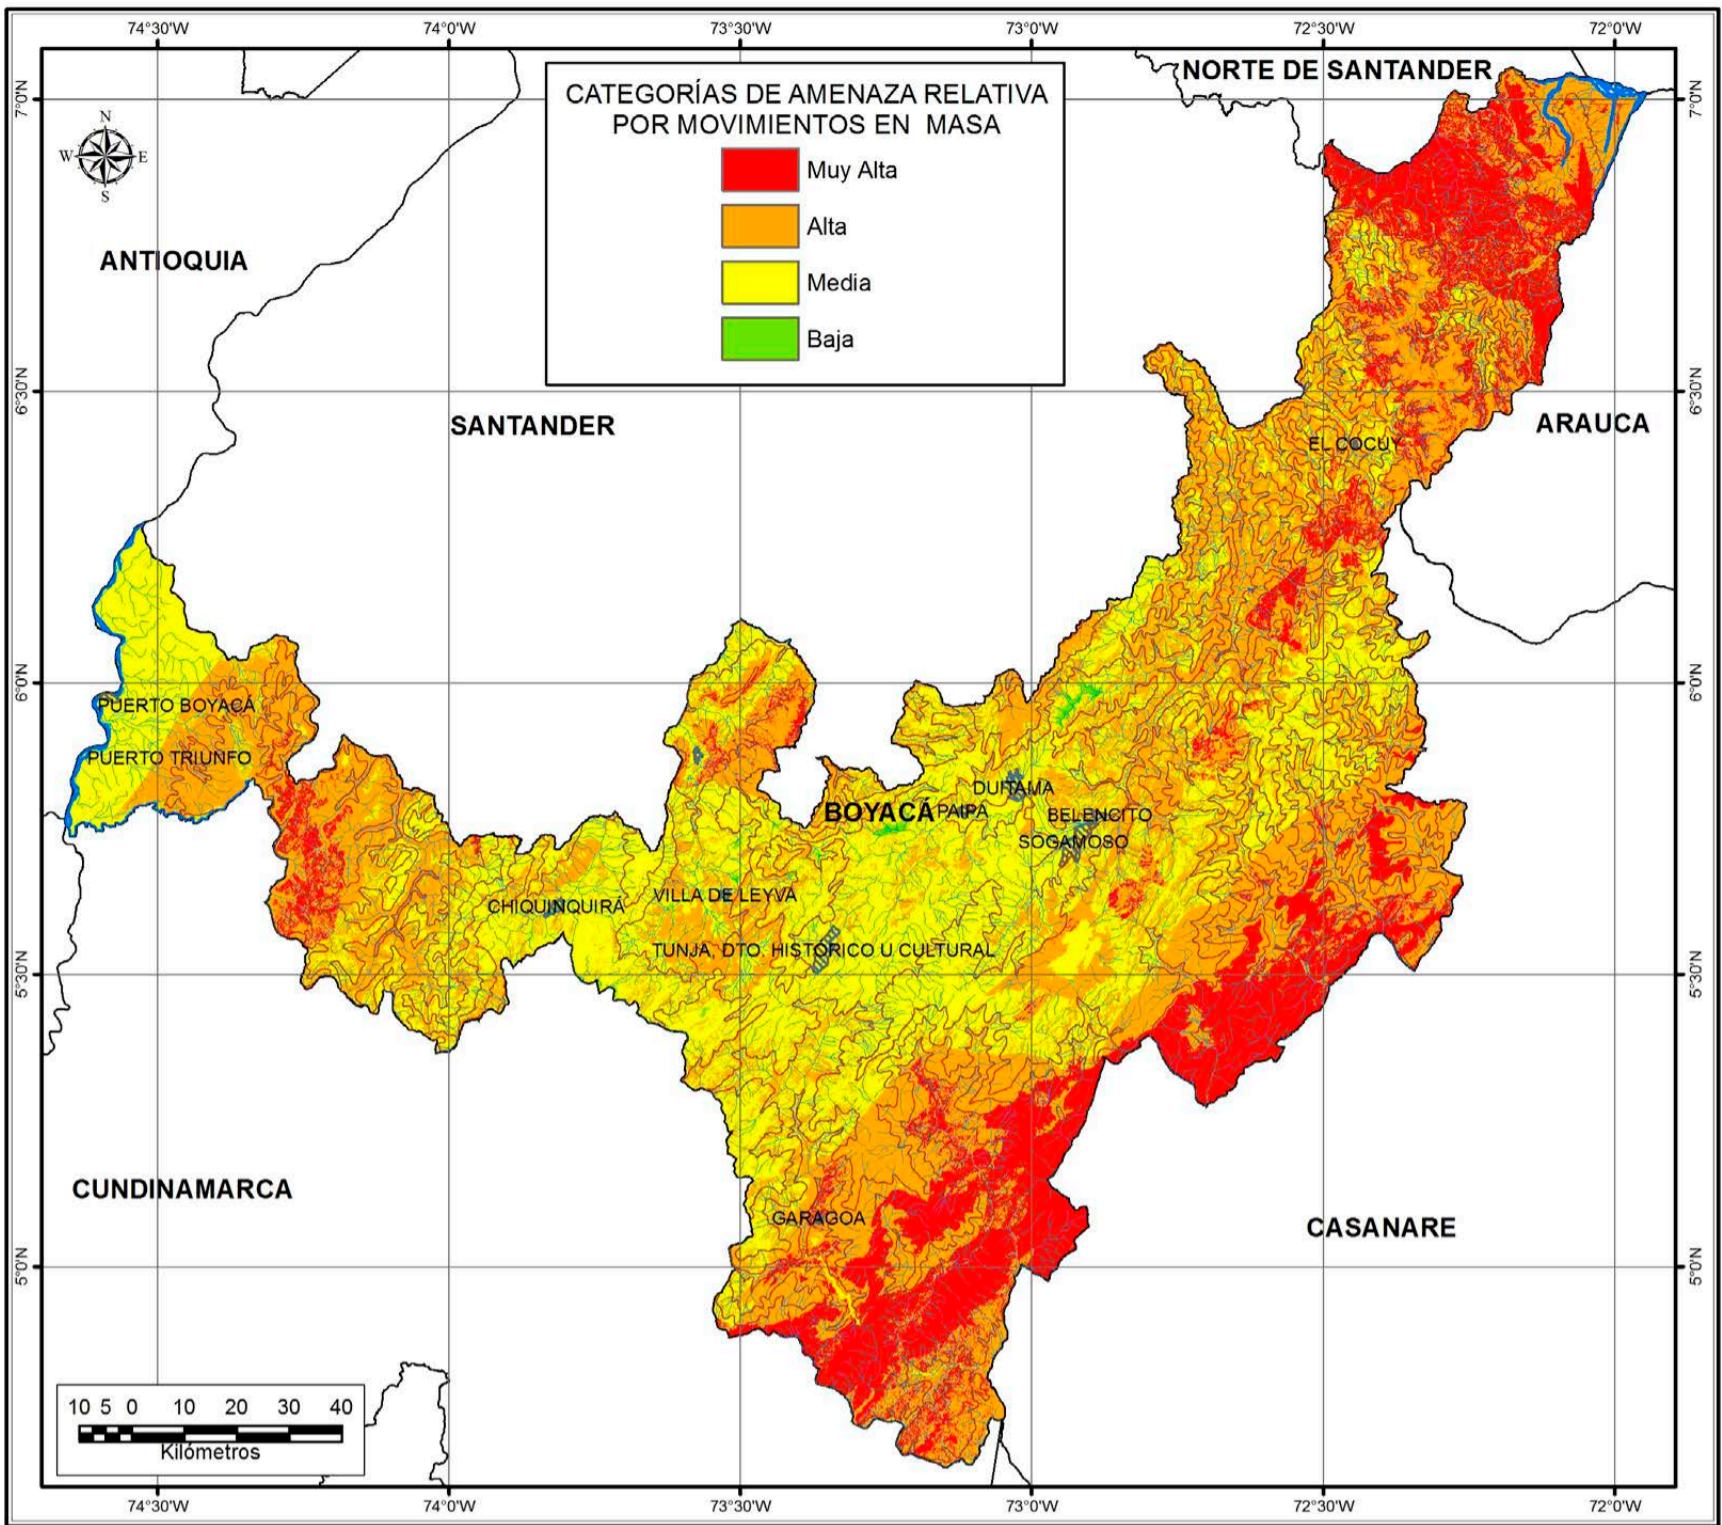 74°30'W 74°0'W 73°30'W 73°0'W 72°30'W 72°0'W
7°0'N
7°0'N
N
W E
S
CATEGORÍAS DE AMENAZA RELATIVA
POR MOVIMIENTOS EN MASA
Muy Alta
Alta
Media
Baja
NORTE DE SANTANDER
ANTIOQUIA
6°30'N
6°30'N
SANTANDER
ARAUCA
EL COCUY
6°0'N
6°0'N
PUERTO BOYACÁ
PUERTO TRIUNFO
DUITAMA
BOYACÁ
PAIPA
BELENCITO
SOGAMOSO
VILLA DE LEYVA
CHIQUINQUIRÁ
TUNJA, DTO. HISTÓRICO U CULTURAL
5°30'N
5°30'N
CUNDINAMARCA
GARAGOA
CASANARE
5°0'N
5°0'N
10 5 0 10 20 30 40
Kilómetros
74°30'W 74°0'W 73°30'W 73°0'W 72°30'W 72°0'W